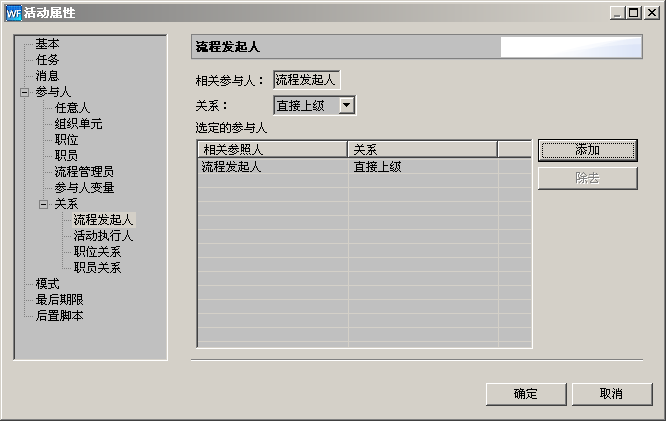 WF 活动属性
基本
任务
消息
参与人
任意人
组织单元
职位
职员
流程管理员
参与人变量
关系
流程发起人
活动执行人
职位关系
职员关系
模式
最后期限
后置脚本
流程发起人
相关参与人： 流程发起人
关系： 直接上级
选定的参与人
相关参照人 关系
流程发起人 直接上级
添加
除去
确定 取消